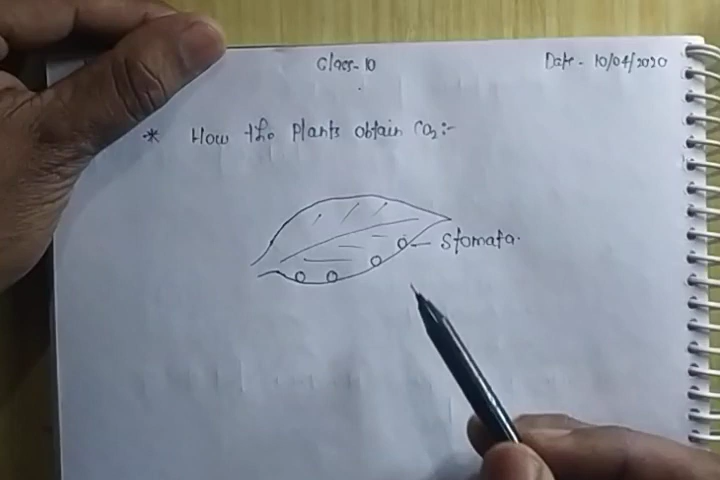 Class-10
Date - 10/04/2020
* How the Plants obtain CO₂:-
Stomata.